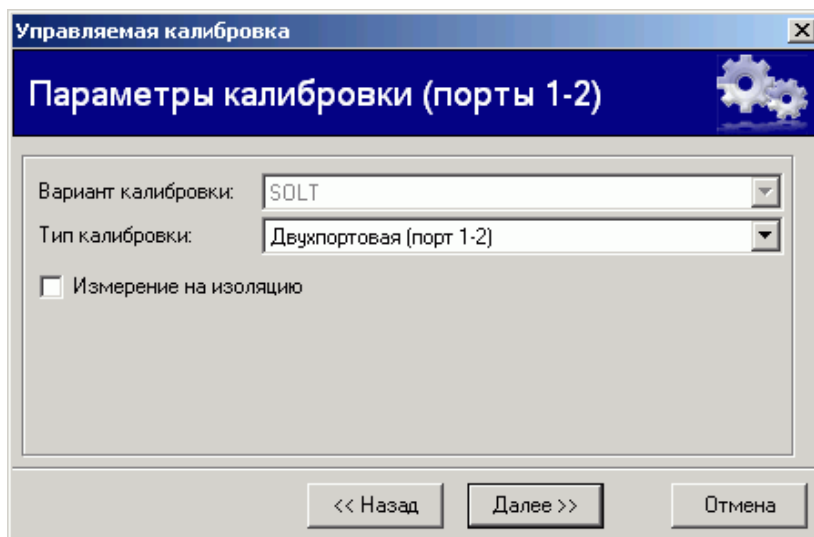 Управляемая калибровка
Параметры калибровки (порты 1-2)
Вариант калибровки: SOLT
Тип калибровки: Двухпортовая (порт 1-2)
Измерение на изоляцию
<< Назад Далее >> Отмена